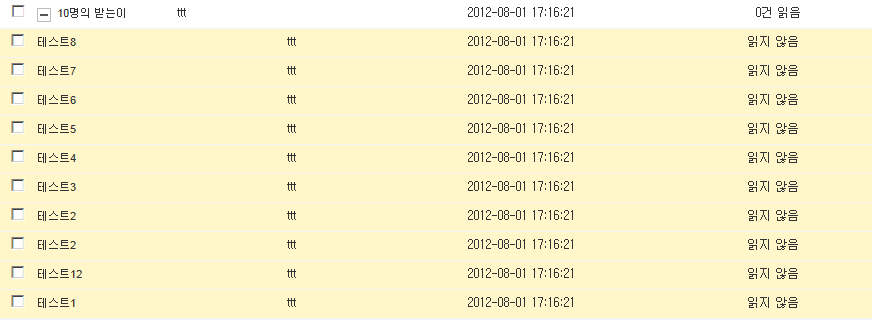 10명의 받는이 ttt 2012-08-01 17:16:21 0건 읽음
테스트8 ttt 2012-08-01 17:16:21 읽지 않음
테스트7 ttt 2012-08-01 17:16:21 읽지 않음
테스트6 ttt 2012-08-01 17:16:21 읽지 않음
테스트5 ttt 2012-08-01 17:16:21 읽지 않음
테스트4 ttt 2012-08-01 17:16:21 읽지 않음
테스트3 ttt 2012-08-01 17:16:21 읽지 않음
테스트2 ttt 2012-08-01 17:16:21 읽지 않음
테스트2 ttt 2012-08-01 17:16:21 읽지 않음
테스트12 ttt 2012-08-01 17:16:21 읽지 않음
테스트1 ttt 2012-08-01 17:16:21 읽지 않음